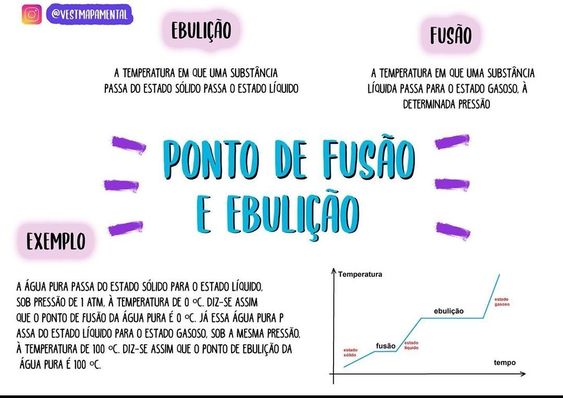 @VESTMAPAMENTAL
EBULIÇÃO
A TEMPERATURA EM QUE UMA SUBSTÂNCIA
PASSA DO ESTADO SÓLIDO PASSA O ESTADO LÍQUIDO
FUSÃO
A TEMPERATURA EM QUE UMA SUBSTÂNCIA
LÍQUIDA PASSA PARA O ESTADO GASOSO, À
DETERMINADA PRESSÃO
PONTO DE FUSÃO
E EBULIÇÃO
EXEMPLO
A ÁGUA PURA PASSA DO ESTADO SÓLIDO PARA O ESTADO LÍQUIDO,
SOB PRESSÃO DE 1 ATM, À TEMPERATURA DE 0 ºC. DIZ-SE ASSIM
QUE O PONTO DE FUSÃO DA ÁGUA PURA É 0 ºC. JÁ ESSA ÁGUA PURA P
ASSA DO ESTADO LÍQUIDO PARA O ESTADO GASOSO, SOB A MESMA PRESSÃO,
À TEMPERATURA DE 100 ºC. DIZ-SE ASSIM QUE O PONTO DE EBULIÇÃO DA
ÁGUA PURA É 100 ºC.
Temperatura
estado
gasoso
ebulição
estado
líquido
fusão
estado
sólido
tempo